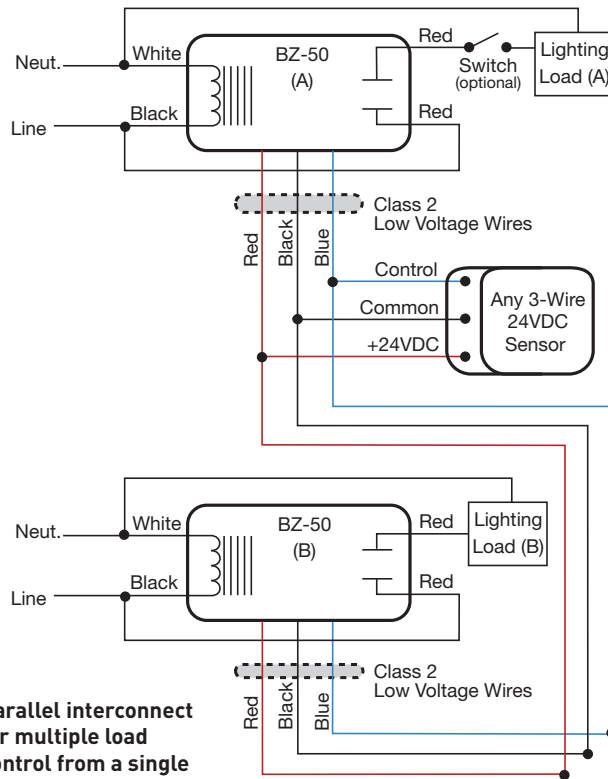 Red
Neut.
White
BZ-50
(A)
Switch
(optional)
Lighting
Load (A)
Line
Black
Red
Class 2
Low Voltage Wires
Red
Black
Blue
Control
Common
+24VDC
Any 3-Wire
24VDC
Sensor
Neut.
White
BZ-50
(B)
Red
Lighting
Load (B)
Line
Black
Red
Class 2
Low Voltage Wires
Red
Black
Blue
arallel interconnect
r multiple load
ontrol from a single